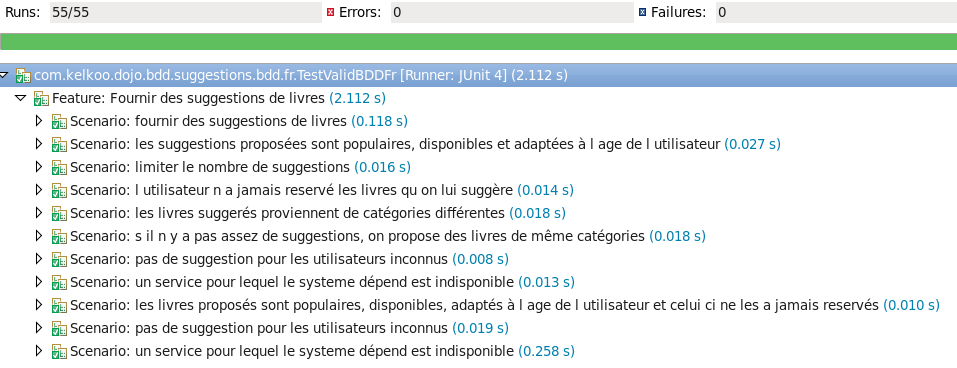 Runs: 55/55 Errors: 0 Failures: 0
com.kelkoo.dojo.bdd.suggestions.bdd.fr.TestValidBDDFr [Runner: JUnit 4] (2.112 s)
Feature: Fournir des suggestions de livres (2.112 s)
Scenario: fournir des suggestions de livres (0.118 s)
Scenario: les suggestions proposées sont populaires, disponibles et adaptées à l age de l utilisateur (0.027 s)
Scenario: limiter le nombre de suggestions (0.016 s)
Scenario: l utilisateur n a jamais reservé les livres qu on lui suggère (0.014 s)
Scenario: les livres suggerés proviennent de catégories différentes (0.018 s)
Scenario: s il n y a pas assez de suggestions, on propose des livres de même catégories (0.018 s)
Scenario: pas de suggestion pour les utilisateurs inconnus (0.008 s)
Scenario: un service pour lequel le systeme dépend est indisponible (0.013 s)
Scenario: les livres proposés sont populaires, disponibles, adaptés à l age de l utilisateur et celui ci ne les a jamais reservés (0.010 s)
Scenario: pas de suggestion pour les utilisateurs inconnus (0.019 s)
Scenario: un service pour lequel le systeme dépend est indisponible (0.258 s)